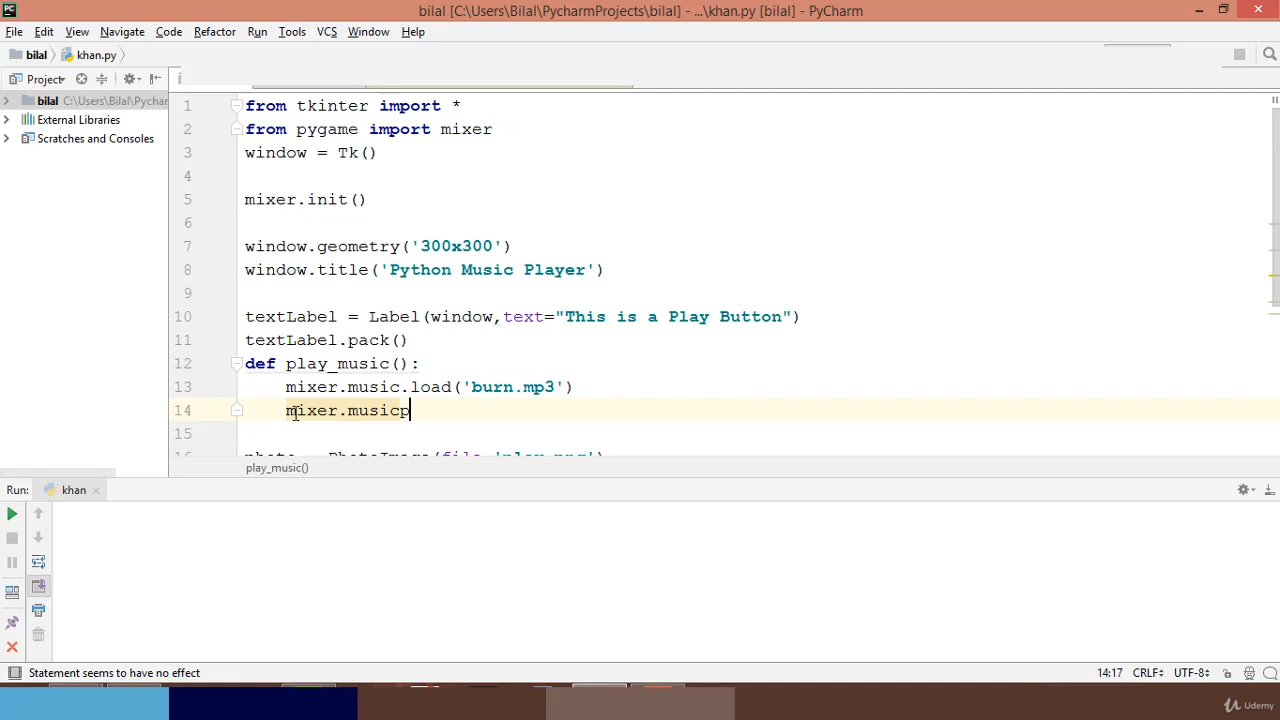 bilal [C:\Users\Bilal\PycharmProjects\bilal] - ...\khan.py [bilal] - PyCharm
File Edit View Navigate Code Refactor Run Tools VCS Window Help
bilal khan.py
Project
bilal C:\Users\Bilal\Pychar
External Libraries
Scratches and Consoles
1 from tkinter import *
2 from pygame import mixer
3 window = Tk()
4
5 mixer.init()
6
7 window.geometry('300x300')
8 window.title('Python Music Player')
9
10 textLabel = Label(window,text="This is a Play Button")
11 textLabel.pack()
12 def play_music():
13 mixer.music.load('burn.mp3')
14 mixer.musicp
15
16 photo = PhotoImage(file='play.png')
play_music()
Run: khan
Statement seems to have no effect 14:17 CRLF UTF-8
Udemy